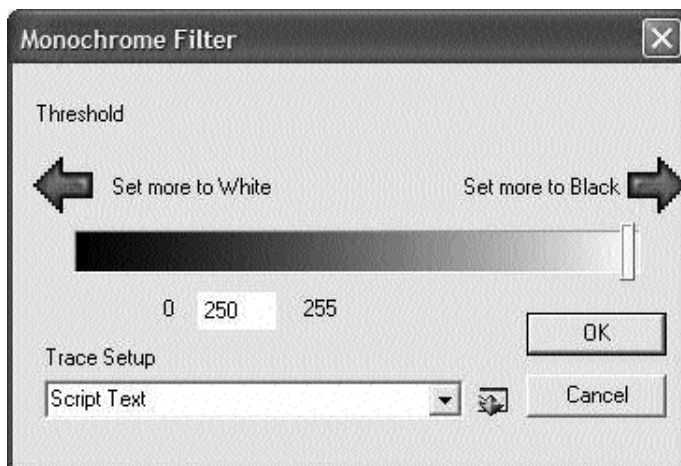 Monochrome Filter
Threshold
Set more to White Set more to Black
0 250 255
OK
Trace Setup
Script Text
Cancel